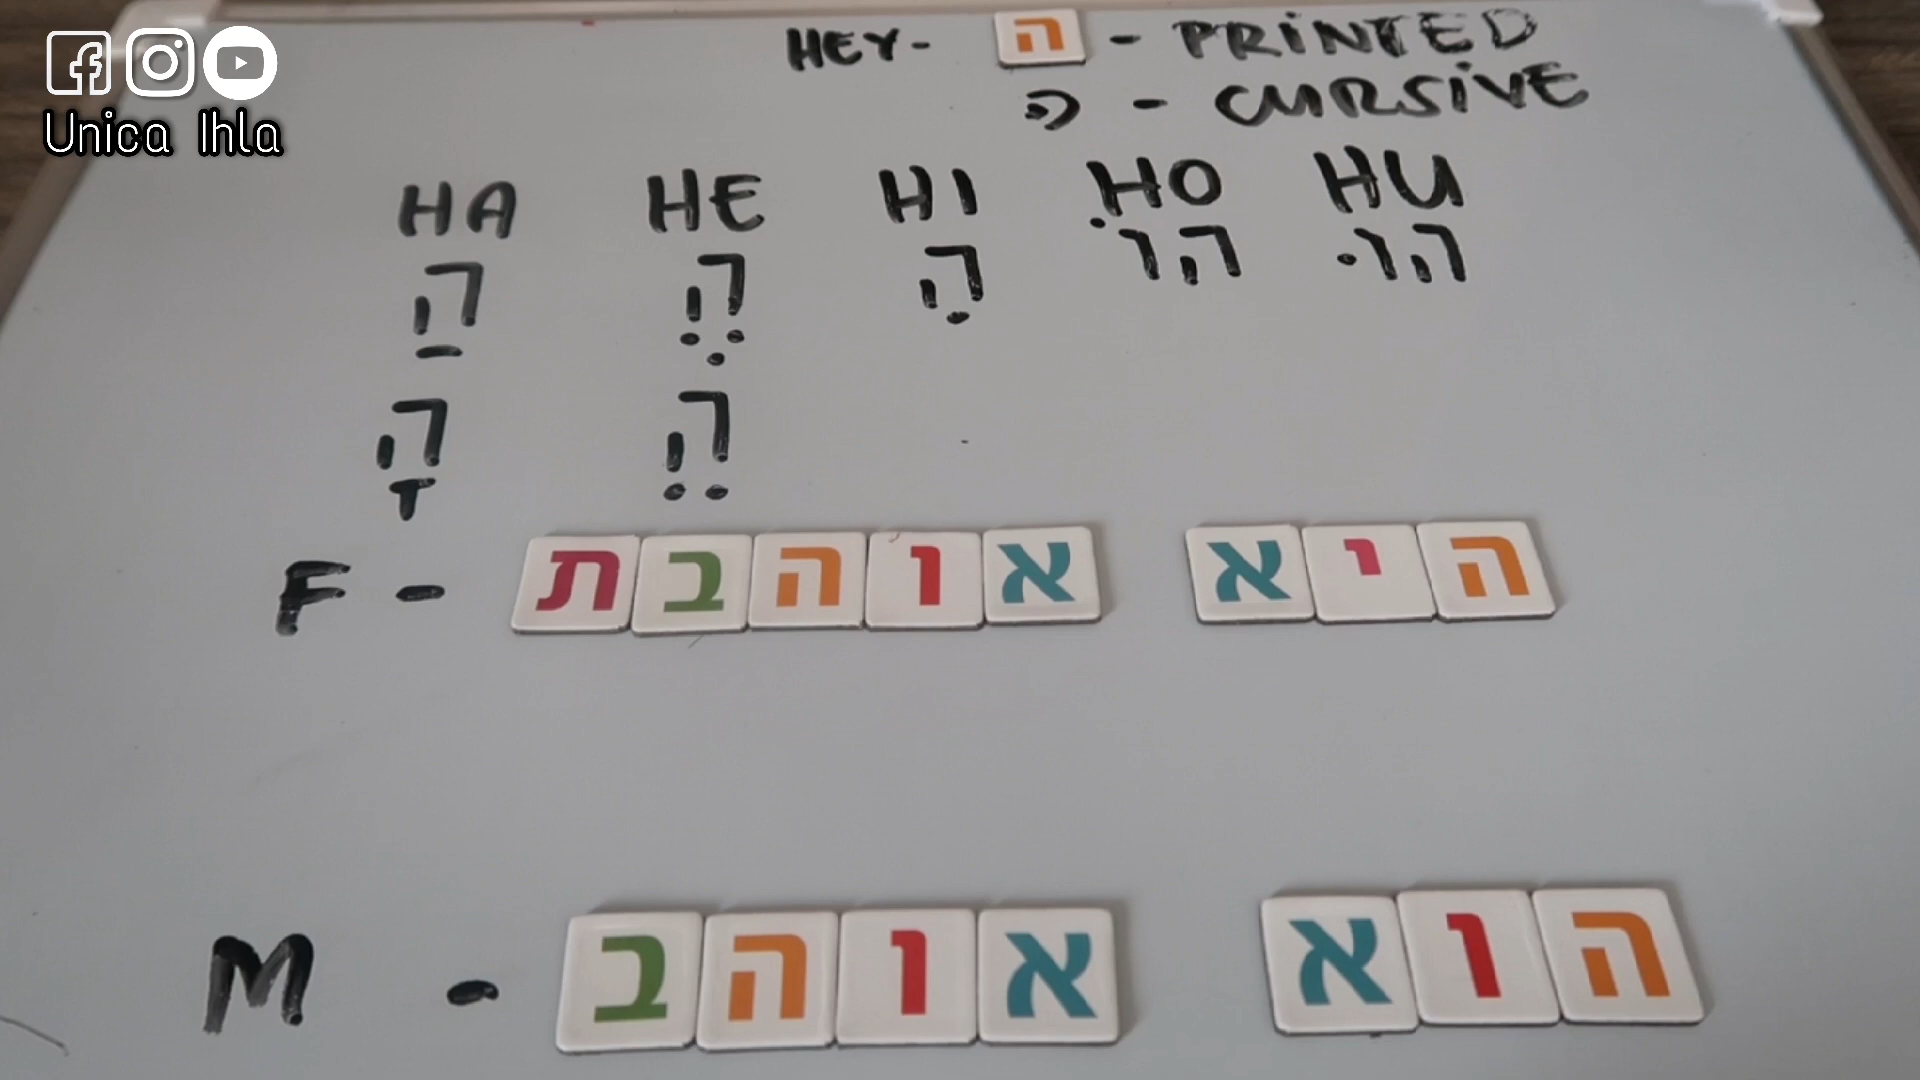 Unica Ihla
HEY- ה - PRINTED
ה - CURSIVE
HA HE HI HO HU
הַ הֶ הִ הוֹ הוּ
הָ הֵ
F - היא אוהבת
M - הוא אוהב